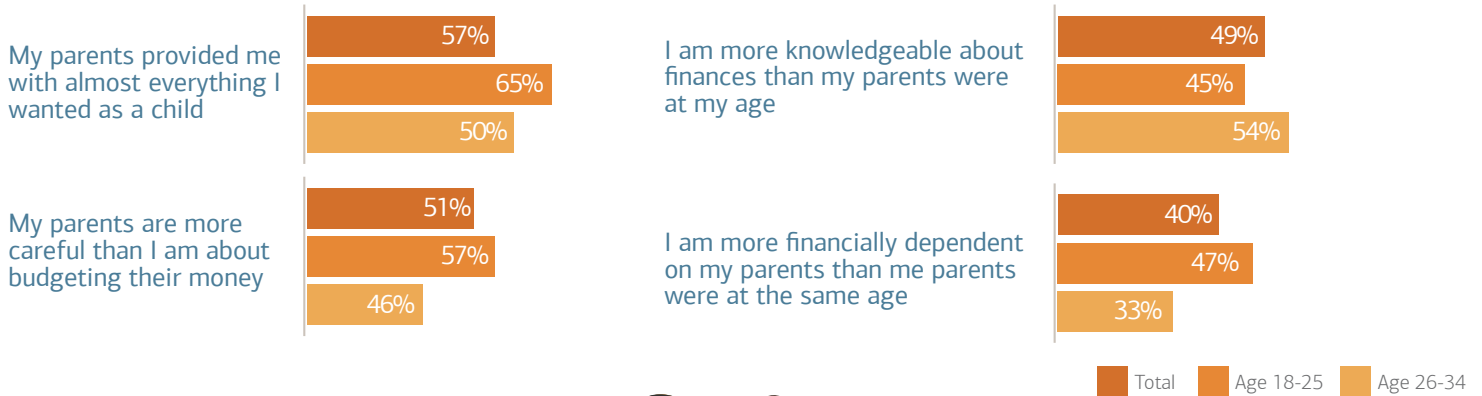 My parents provided me
with almost everything I
wanted as a child
57%
65%
50%
I am more knowledgeable about
finances than my parents were
at my age
49%
45%
54%
My parents are more
careful than I am about
budgeting their money
51%
57%
46%
I am more financially dependent
on my parents than me parents
were at the same age
40%
47%
33%
Total Age 18-25 Age 26-34